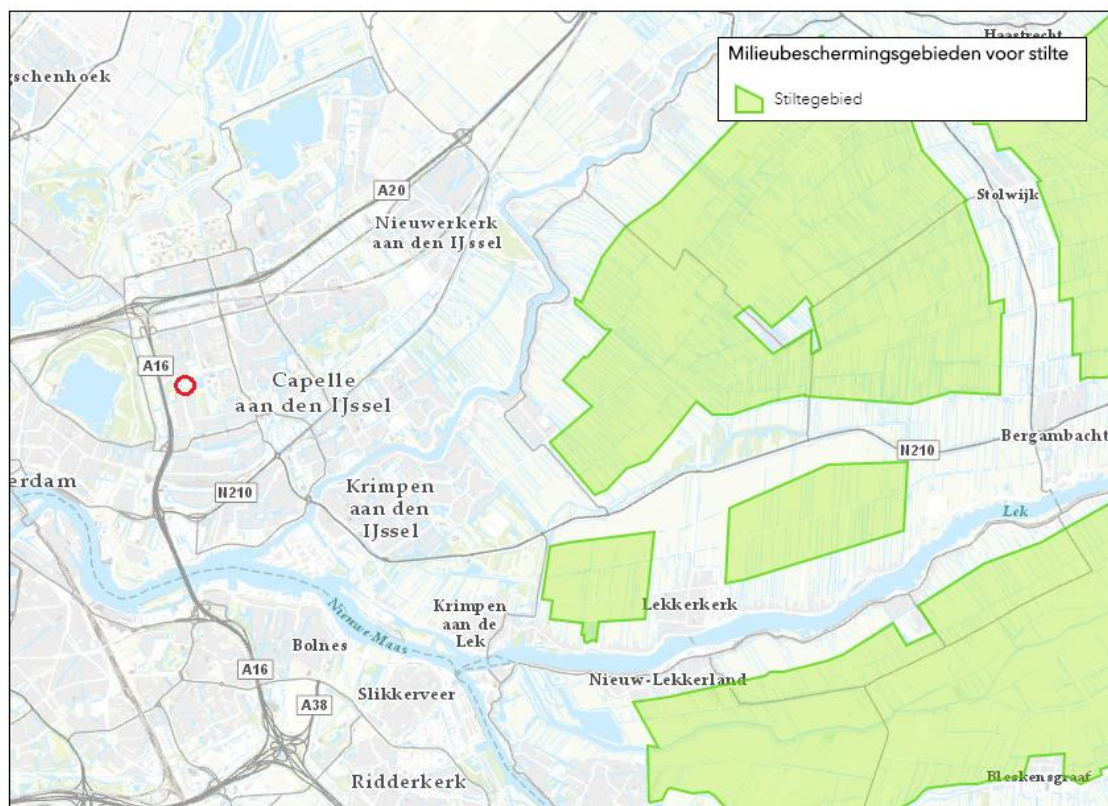 Haastrecht
Milieubeschermingsgebieden voor stilte
Stiltegebied
gschenhoek
A20
Stolwijk
Nieuwerkerk
aan den IJssel
A16
Capelle
aan den IJssel
Bergambacht
N210
erdam
N210
Krimpen
aan den
IJssel
Lek
Krimpen
aan de
Lek
Lekkerkerk
Nieuwe Maas
Bolnes
A16
Nieuw-Lekkerland
Slikkerveer
A38
Ridderkerk
Bleskensgraaf